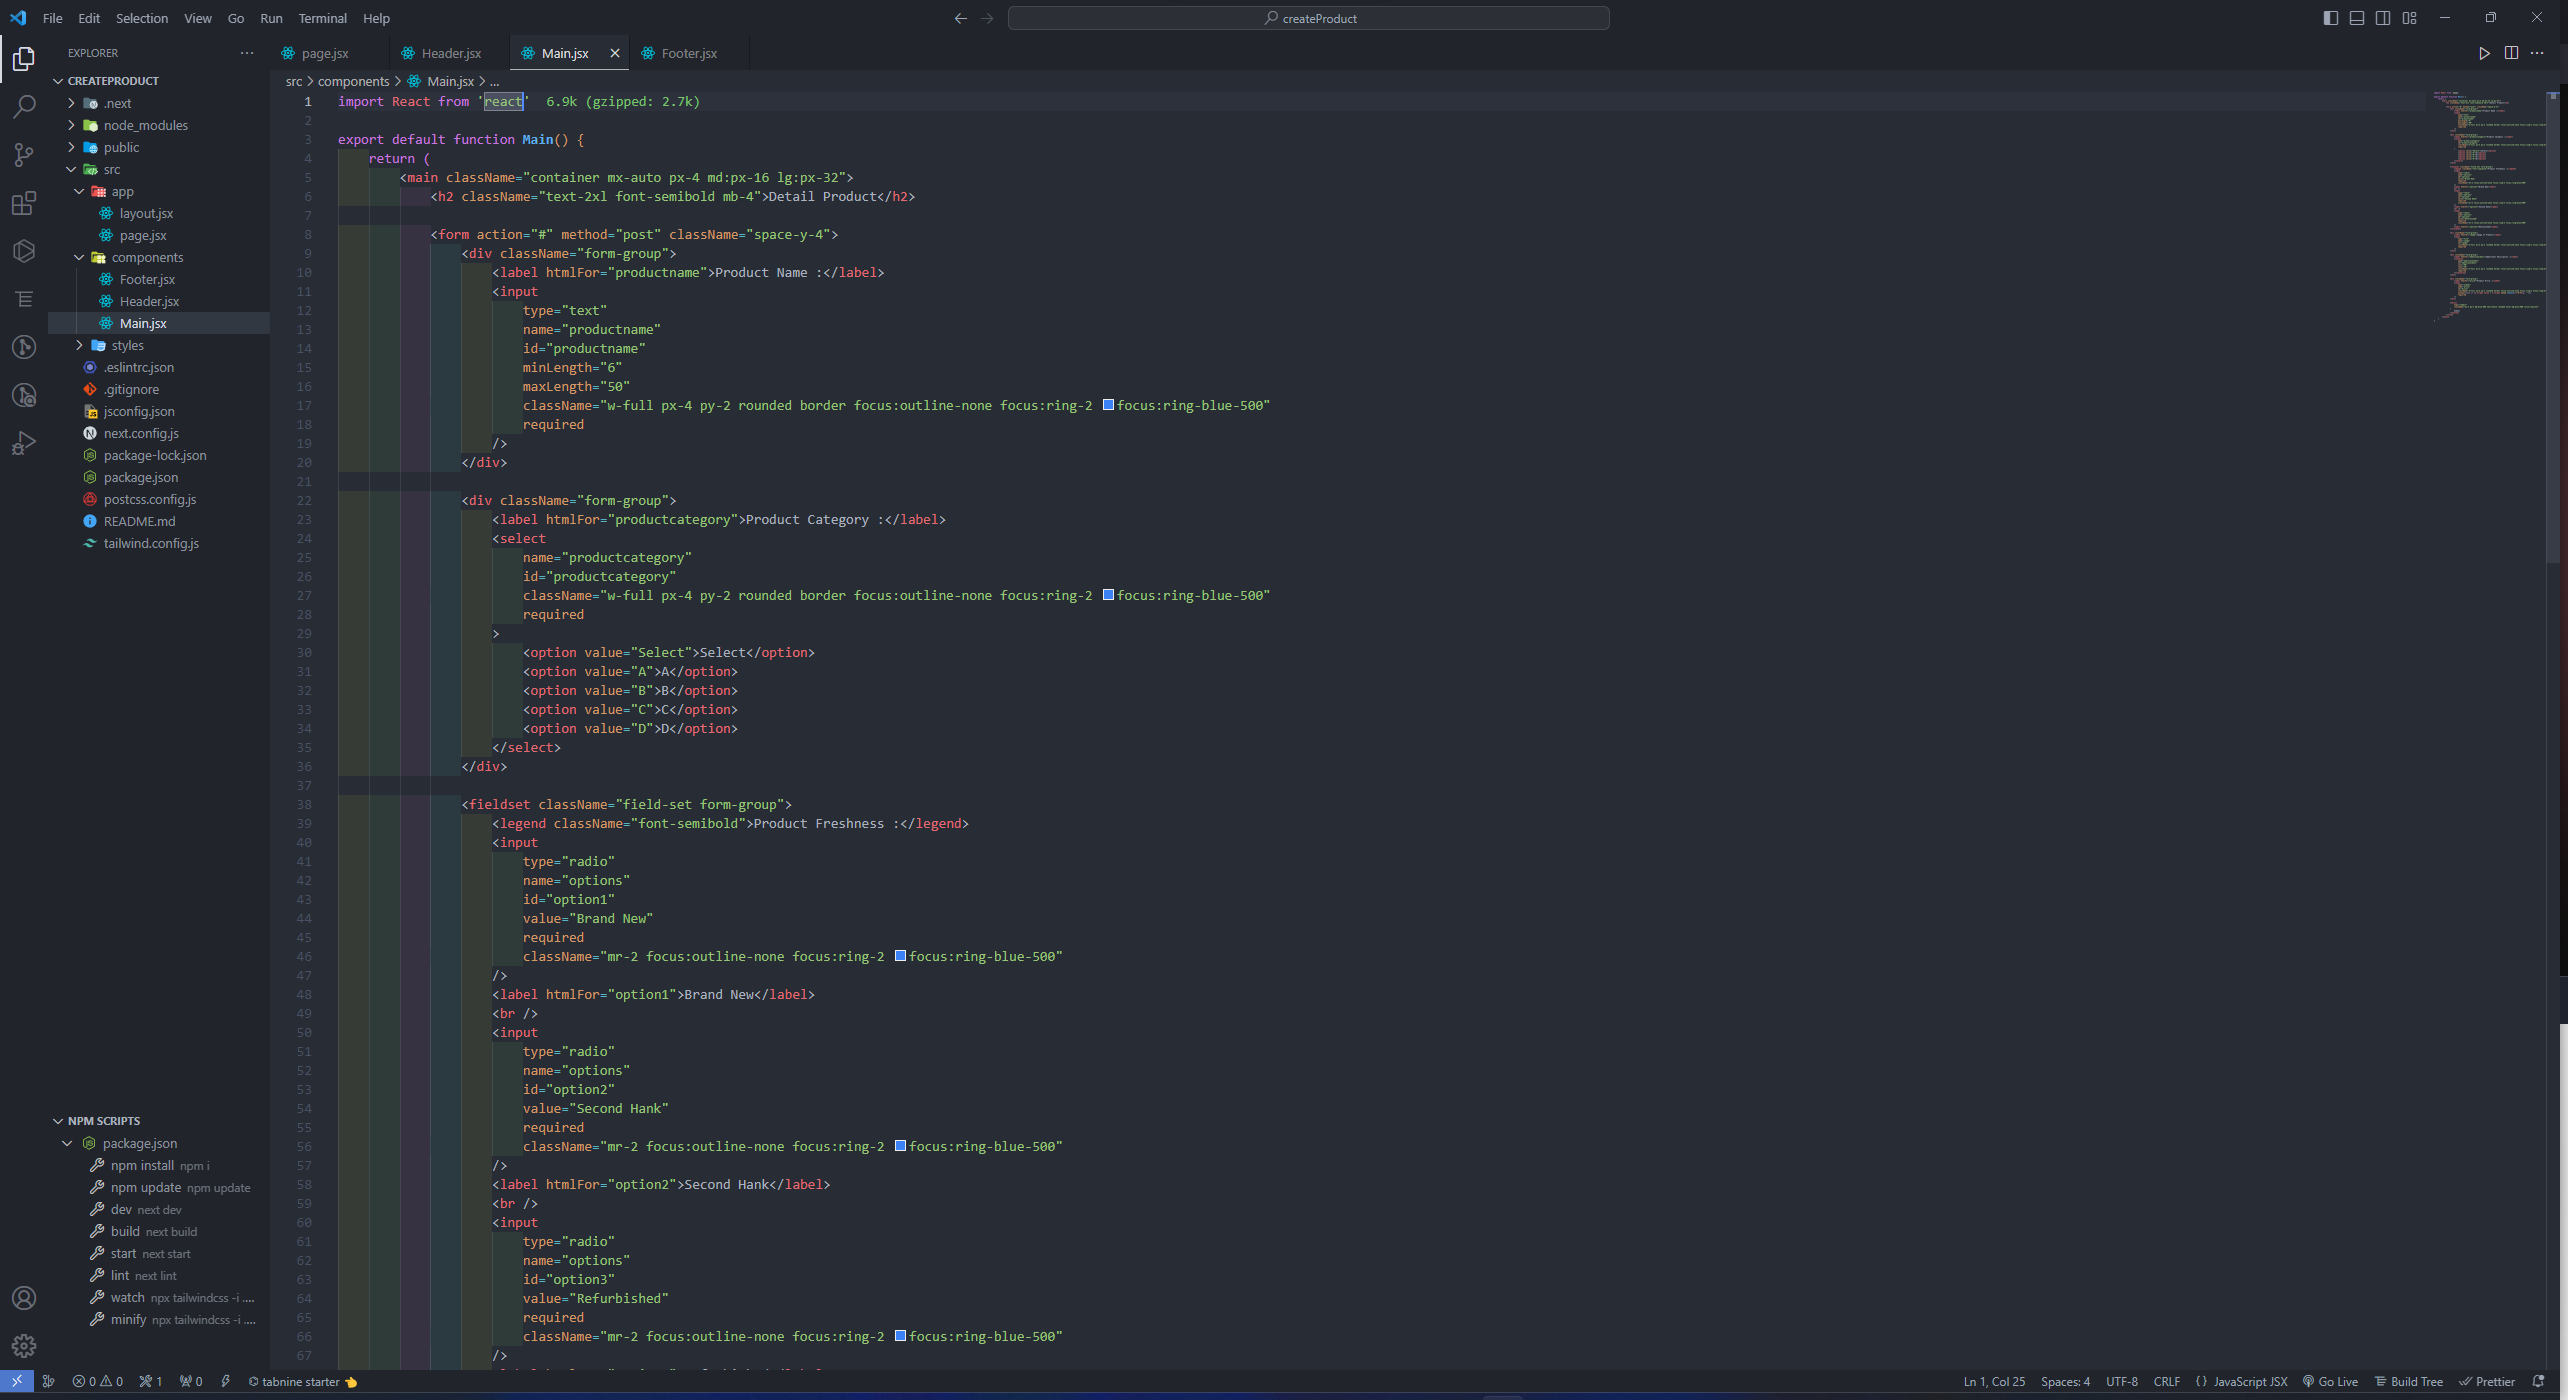 File Edit Selection View Go Run Terminal Help
createProduct
EXPLORER
CREATEPRODUCT
.next
node_modules
public
src
app
layout.jsx
page.jsx
components
Footer.jsx
Header.jsx
Main.jsx
styles
.eslintrc.json
.gitignore
jsconfig.json
next.config.js
package-lock.json
package.json
postcss.config.js
README.md
tailwind.config.js
NPM SCRIPTS
package.json
npm install npm i
npm update npm update
dev next dev
build next build
start next start
lint next lint
watch npx tailwindcss -i ....
minify npx tailwindcss -i ....
page.jsx Header.jsx Main.jsx Footer.jsx
src > components > Main.jsx > ...
1 import React from 'react' 6.9k (gzipped: 2.7k)
2
3 export default function Main() {
4 return (
5 <main className="container mx-auto px-4 md:px-16 lg:px-32">
6 <h2 className="text-2xl font-semibold mb-4">Detail Product</h2>
7
8 <form action="#" method="post" className="space-y-4">
9 <div className="form-group">
10 <label htmlFor="productname">Product Name :</label>
11 <input
12 type="text"
13 name="productname"
14 id="productname"
15 minLength="6"
16 maxLength="50"
17 className="w-full px-4 py-2 rounded border focus:outline-none focus:ring-2 focus:ring-blue-500"
18 required
19 />
20 </div>
21
22 <div className="form-group">
23 <label htmlFor="productcategory">Product Category :</label>
24 <select
25 name="productcategory"
26 id="productcategory"
27 className="w-full px-4 py-2 rounded border focus:outline-none focus:ring-2 focus:ring-blue-500"
28 required
29 >
30 <option value="Select">Select</option>
31 <option value="A">A</option>
32 <option value="B">B</option>
33 <option value="C">C</option>
34 <option value="D">D</option>
35 </select>
36 </div>
37
38 <fieldset className="field-set form-group">
39 <legend className="font-semibold">Product Freshness :</legend>
40 <input
41 type="radio"
42 name="options"
43 id="option1"
44 value="Brand New"
45 required
46 className="mr-2 focus:outline-none focus:ring-2 focus:ring-blue-500"
47 />
48 <label htmlFor="option1">Brand New</label>
49 <br />
50 <input
51 type="radio"
52 name="options"
53 id="option2"
54 value="Second Hank"
55 required
56 className="mr-2 focus:outline-none focus:ring-2 focus:ring-blue-500"
57 />
58 <label htmlFor="option2">Second Hank</label>
59 <br />
60 <input
61 type="radio"
62 name="options"
63 id="option3"
64 value="Refurbished"
65 required
66 className="mr-2 focus:outline-none focus:ring-2 focus:ring-blue-500"
67 />
0 0 1 0 tabnine starter
Ln 1, Col 25 Spaces: 4 UTF-8 CRLF {} JavaScript JSX Go Live Build Tree Prettier